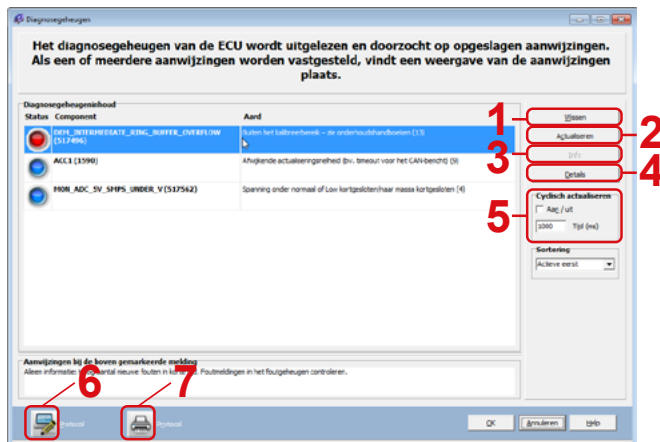 Diagnosegeheugen
Het diagnosegeheugen van de ECU wordt uitgelezen en doorzocht op opgeslagen aanwijzingen.
Als een of meerdere aanwijzingen worden vastgesteld, vindt een weergave van de aanwijzingen
plaats.
Diagnosegeheugeninhoud
Status Component Aard
DEM_INTERMEDIATE_RING_BUFFER_OVERFLOW
(517496)
Buiten het kalibreerbereik – zie onderhoudshandboeken (13)
ACC1 (1590) Afwijkende actualiseringsnelheid (bv. timeout voor het CAN-bericht) (9)
MON_ADC_5V_SMPS_UNDER_V (517562) Spanning onder normaal of Low kortgesloten/naar massa kortgesloten (4)
1 Wissen
Actualiseren 2
3 Info
Details 4
5 Cyclisch actualiseren
Aan / uit
1000 Tijd (ms)
Sortering
Actieve eerst
Aanwijzingen bij de boven gemarkeerde melding
Alleen informatie: aantal nieuwe fouten in Foutmeldingen in het foutgeheugen controleren.
6 7
Protocol Protocol OK Annuleren Help